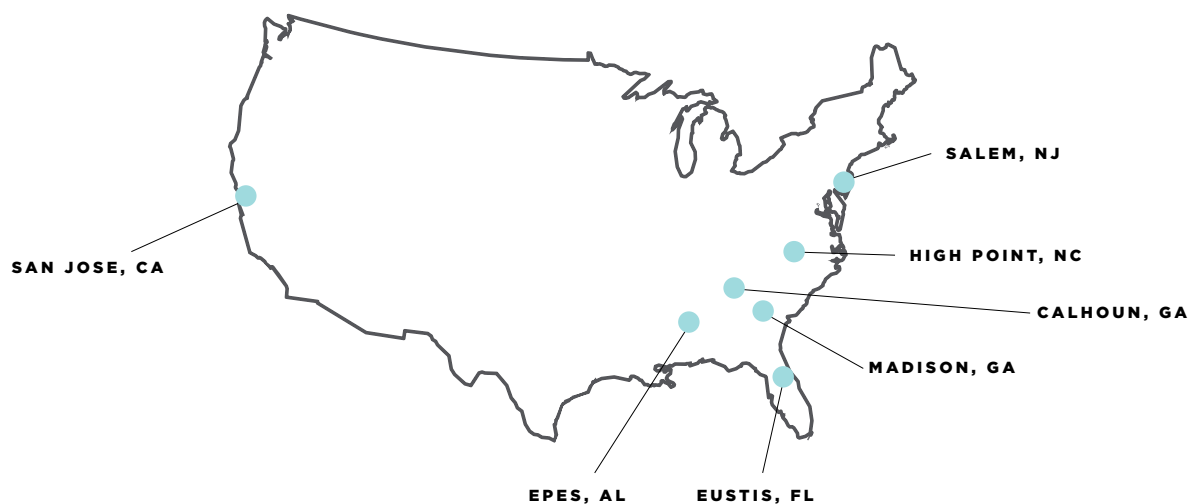 SALEM, NJ
HIGH POINT, NC
SAN JOSE, CA
CALHOUN, GA
MADISON, GA
EPES, AL
EUSTIS, FL